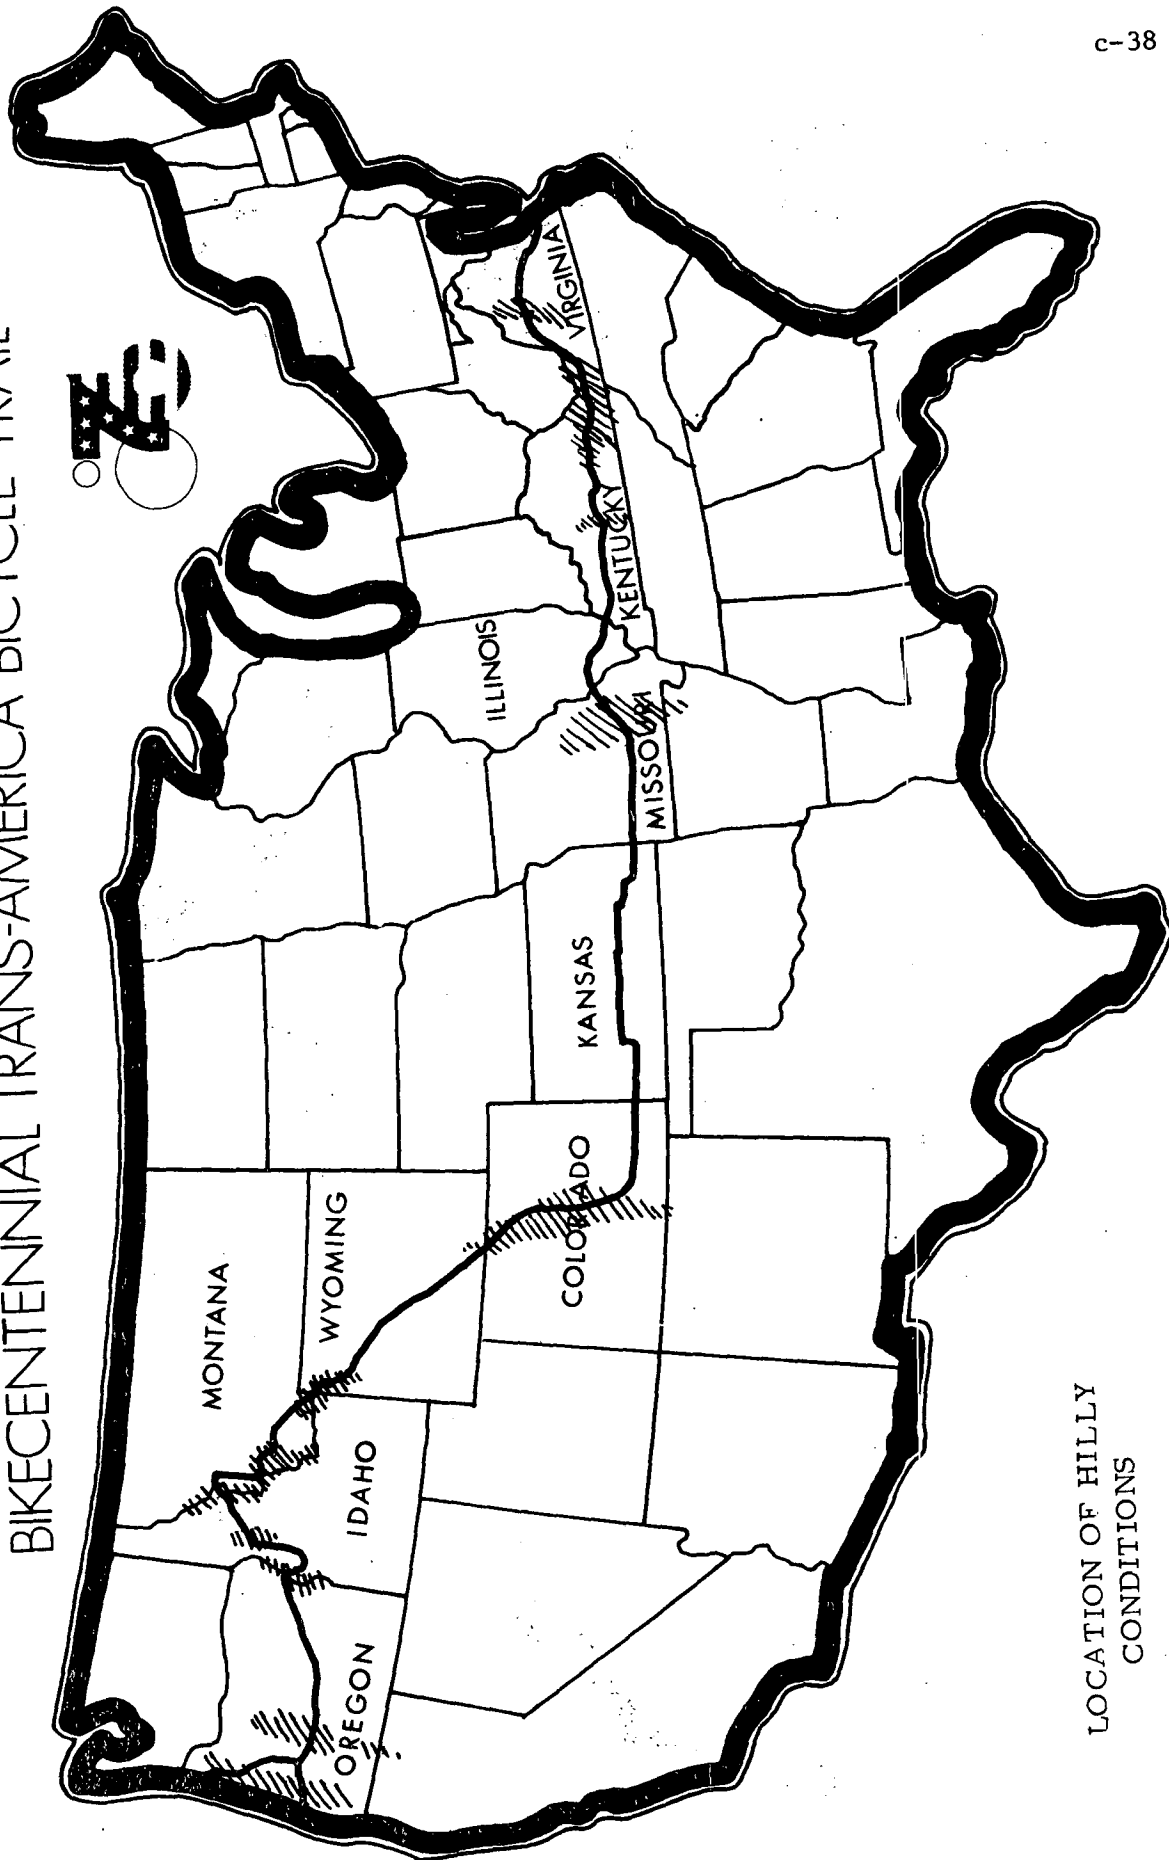 c-38
BIKECENTENNIAL TRANS-AMERICA BICYCLE TRAIL
76
VIRGINIA
KENTUCKY
ILLINOIS
MISSOURI
KANSAS
COLORADO
WYOMING
MONTANA
IDAHO
OREGON
LOCATION OF HILLY
CONDITIONS